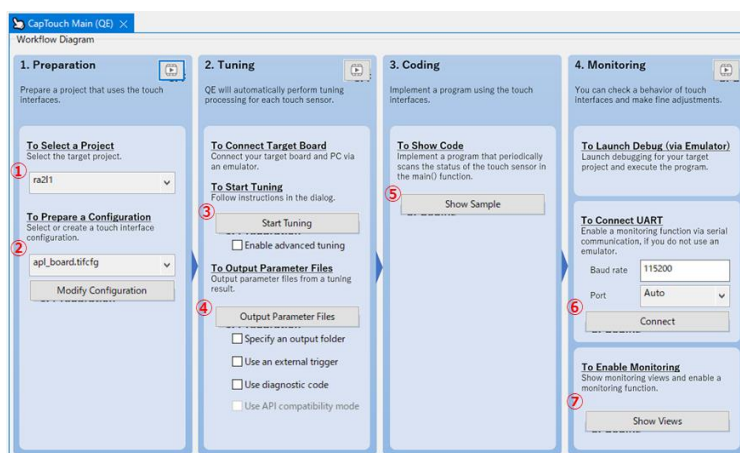 CapTouch Main (QE)
Workflow Diagram
1. Preparation
Prepare a project that uses the touch
interfaces.
To Select a Project
Select the target project.
①
ra2l1
To Prepare a Configuration
Select or create a touch interface
configuration.
②
apl_board.tifcfg
Modify Configuration
2. Tuning
QE will automatically perform tuning
processing for each touch sensor.
To Connect Target Board
Connect your target board and PC via
an emulator.
To Start Tuning
Follow instructions in the dialog.
③
Start Tuning
Enable advanced tuning
To Output Parameter Files
Output parameter files from a tuning
result.
④
Output Parameter Files
Specify an output folder
Use an external trigger
Use diagnostic code
Use API compatibility mode
3. Coding
Implement a program using the touch
interfaces.
To Show Code
Implement a program that periodically
scans the status of the touch sensor in
the main() function.
⑤
Show Sample
4. Monitoring
You can check a behavior of touch
interfaces and make fine adjustments.
To Launch Debug (via Emulator)
Launch debugging for your target
project and execute the program.
To Connect UART
Enable a monitoring function via serial
communication, if you do not use an
emulator.
Baud rate 115200
Port Auto
⑥
Connect
To Enable Monitoring
Show monitoring views and enable a
monitoring function.
⑦
Show Views